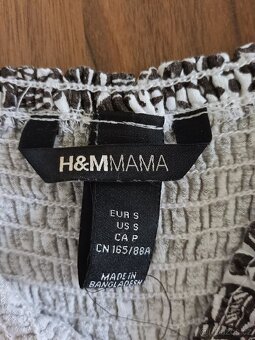 H&MMAMA
EUR S
US S
CA P
CN 165/88A
MADE IN
BANGLADESH